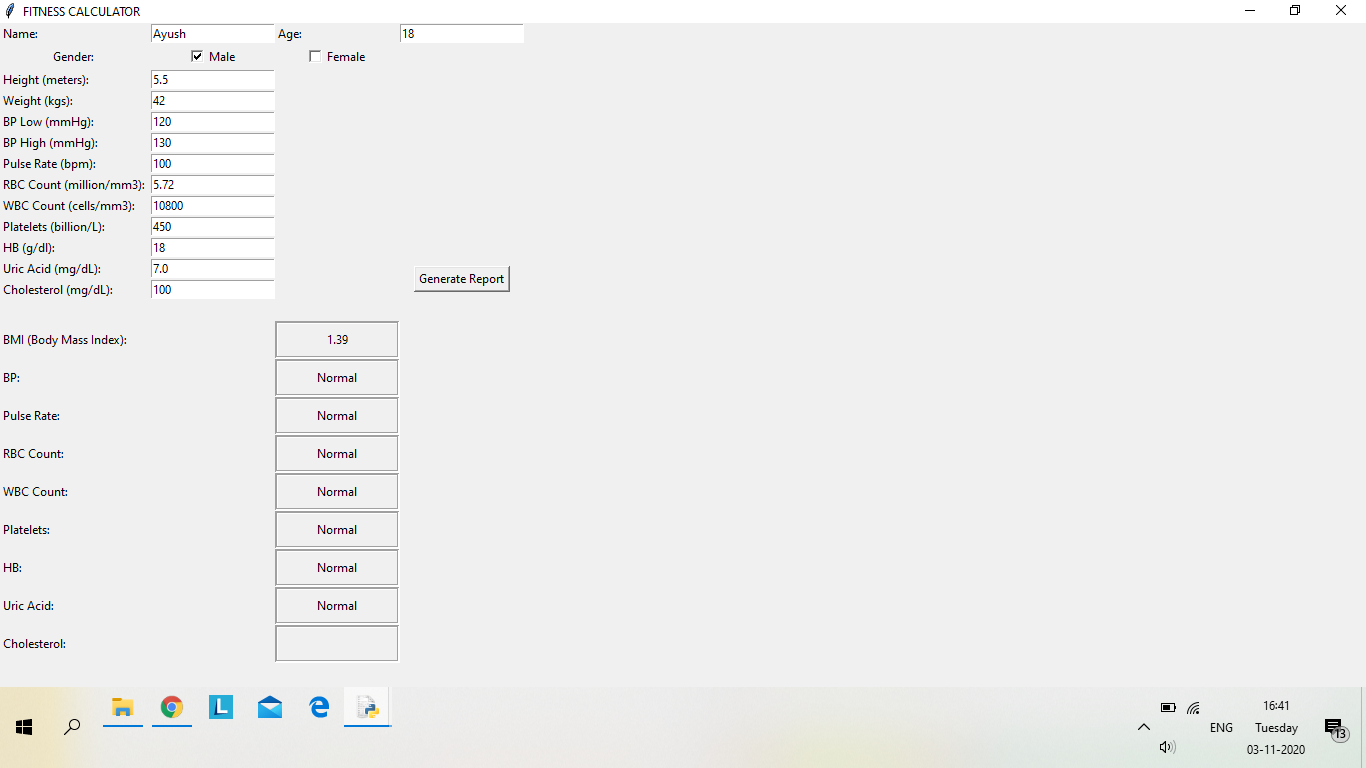 FITNESS CALCULATOR
Name: Ayush Age: 18
Gender: Male Female
Height (meters): 5.5
Weight (kgs): 42
BP Low (mmHg): 120
BP High (mmHg): 130
Pulse Rate (bpm): 100
RBC Count (million/mm3): 5.72
WBC Count (cells/mm3): 10800
Platelets (billion/L): 450
HB (g/dl): 18
Uric Acid (mg/dL): 7.0 Generate Report
Cholesterol (mg/dL): 100
BMI (Body Mass Index): 1.39
BP: Normal
Pulse Rate: Normal
RBC Count: Normal
WBC Count: Normal
Platelets: Normal
HB: Normal
Uric Acid: Normal
Cholesterol:
L
16:41
ENG Tuesday 13
03-11-2020